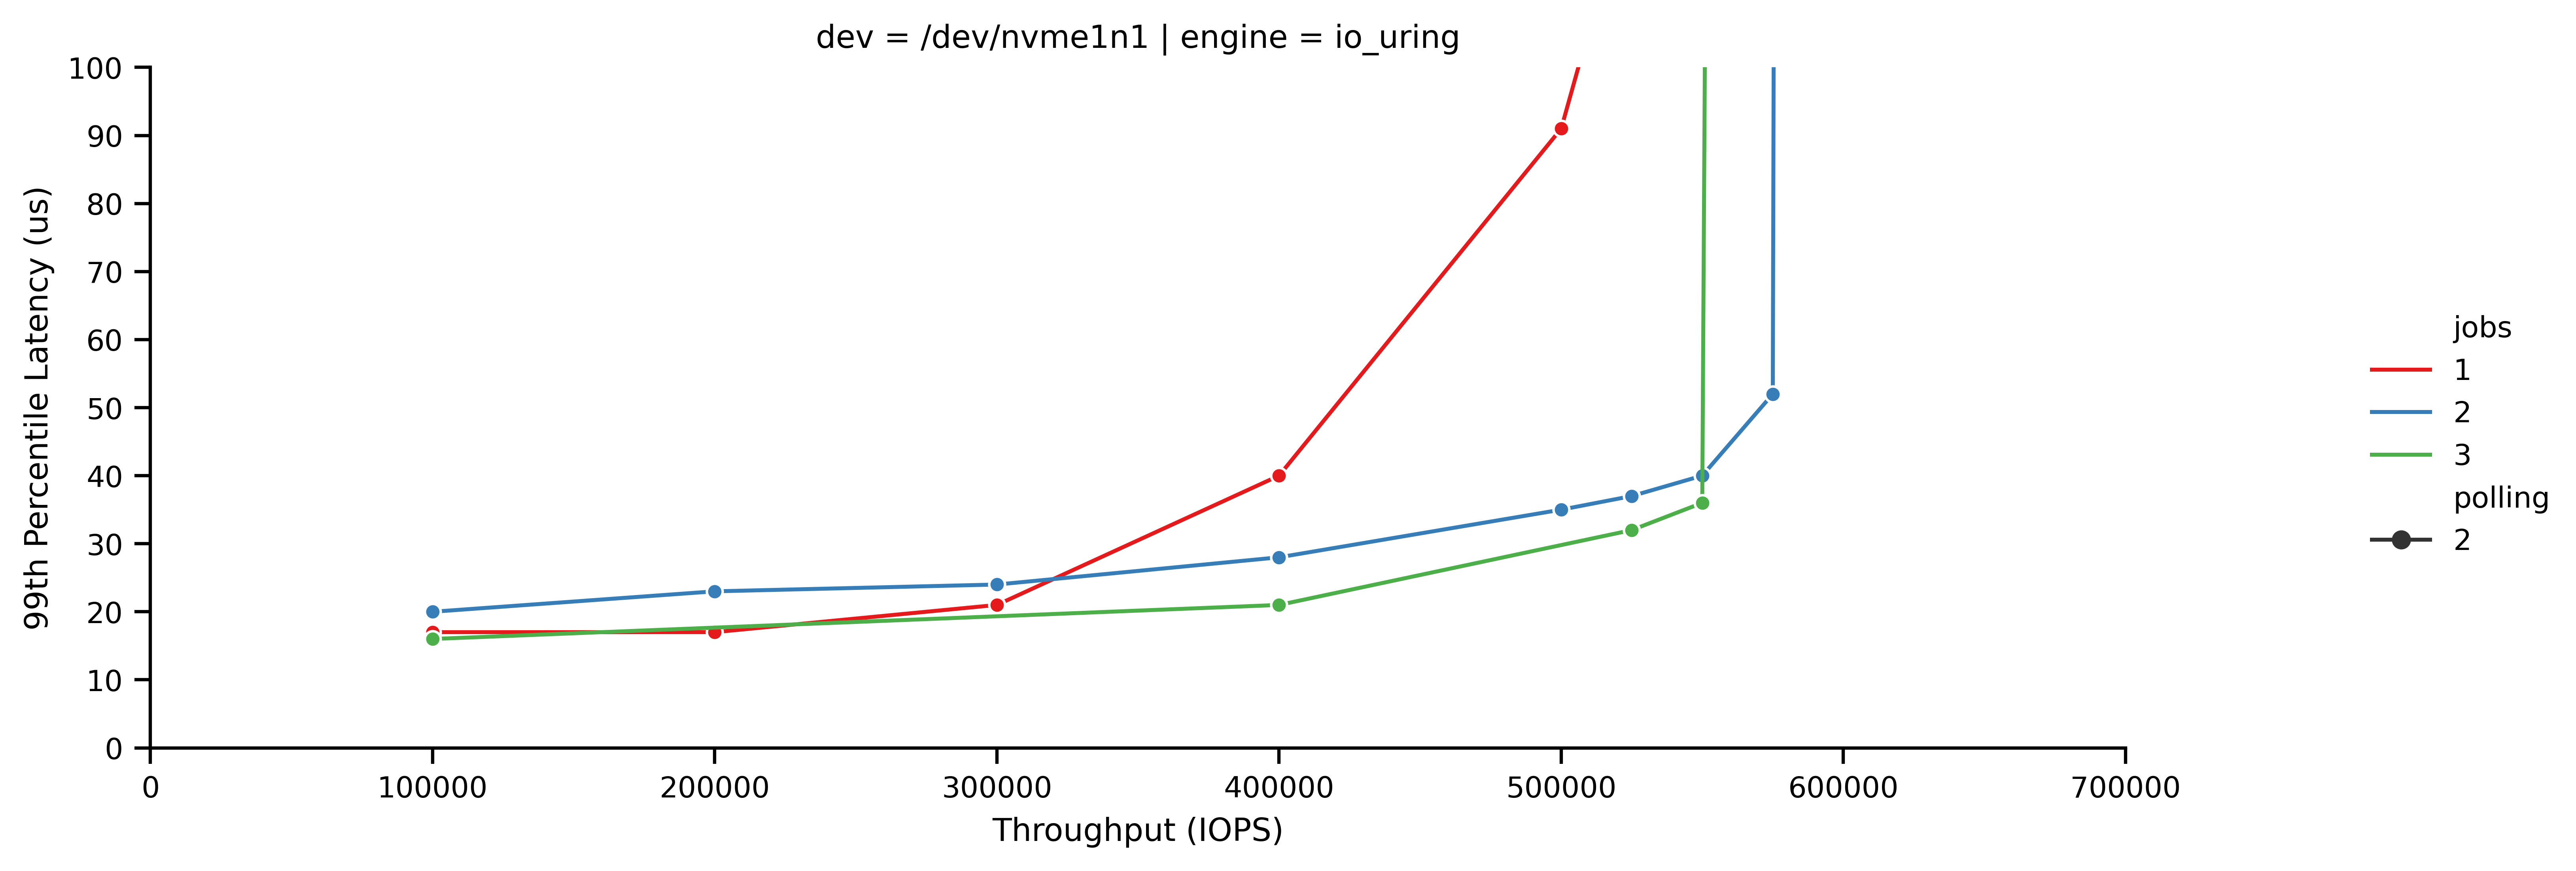 dev = /dev/nvme1n1 | engine = io_uring
100
90
80
70
60
50
40
30
20
10
0
99th Percentile Latency (us)
0 100000 200000 300000 400000 500000 600000 700000
Throughput (IOPS)
jobs
1
2
3
polling
2